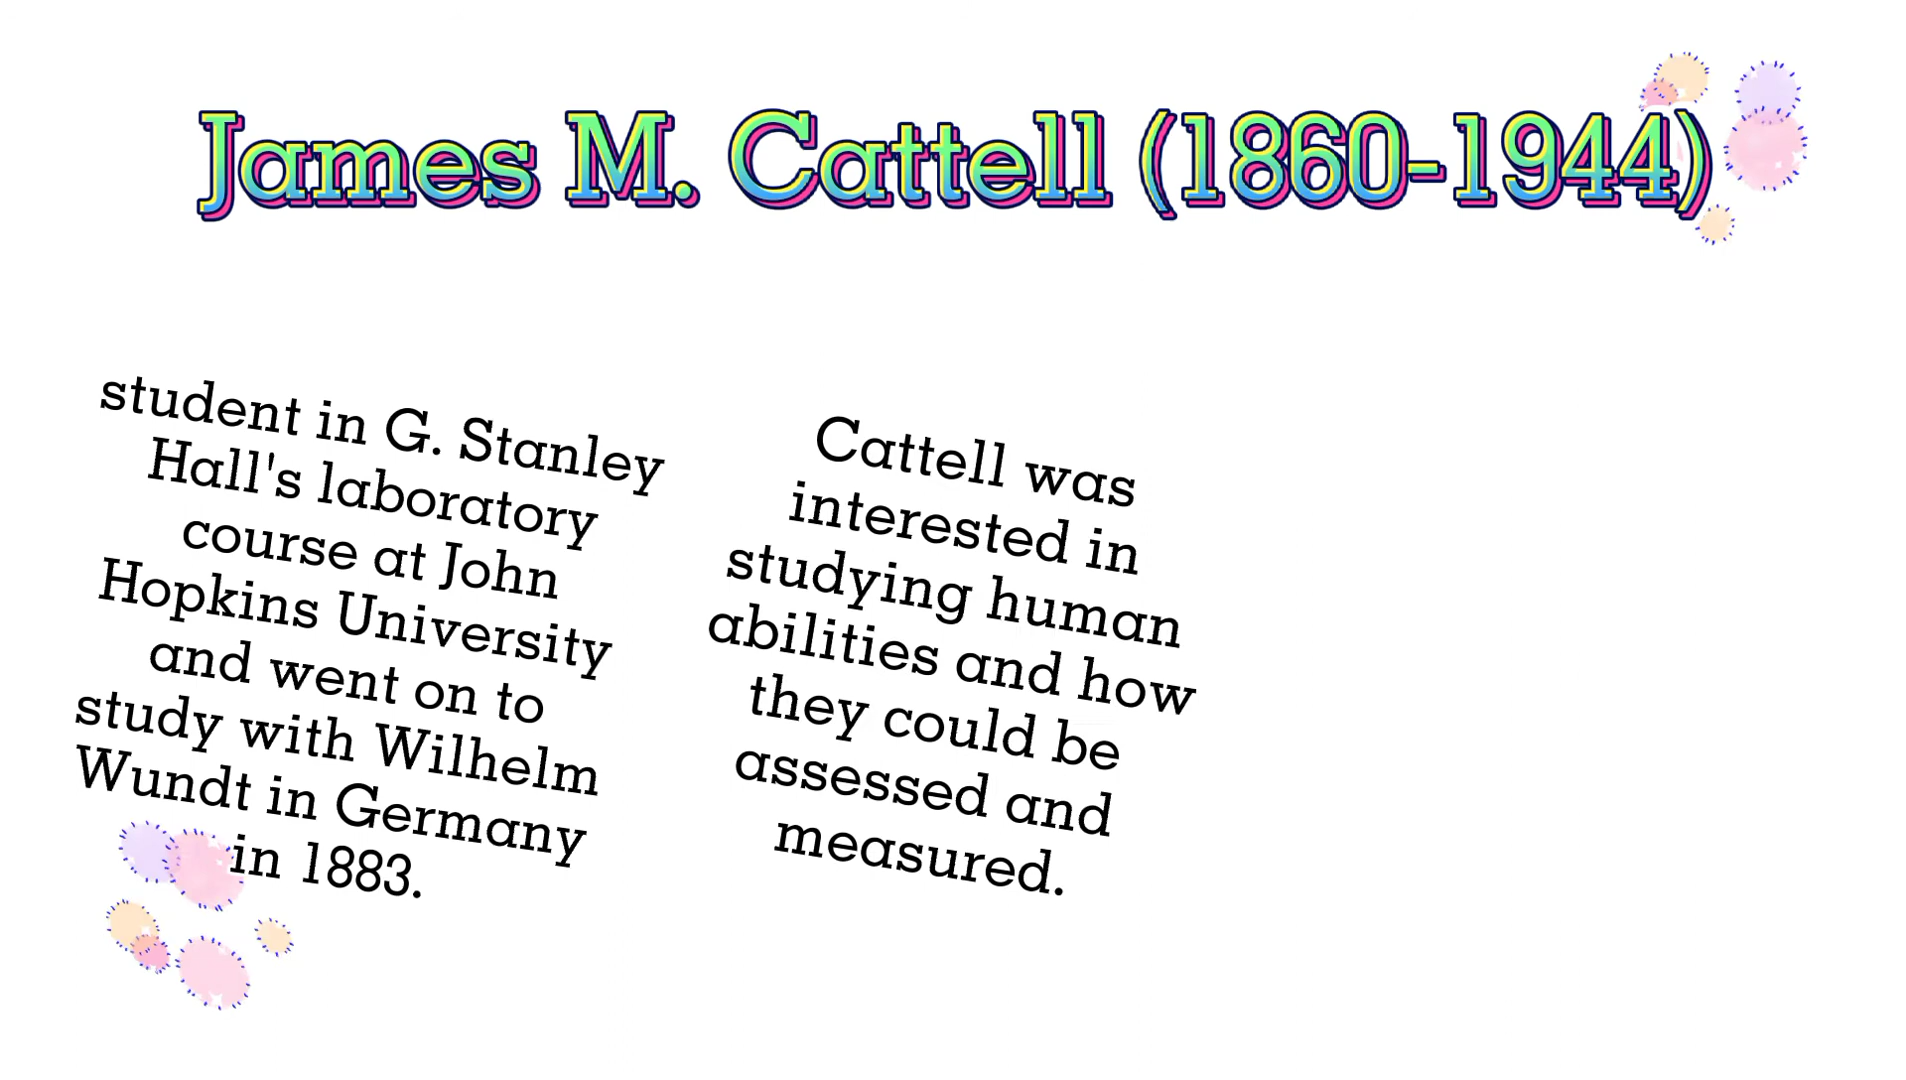 James M. Cattell (1860-1944)
student in G. Stanley
Hall's laboratory
course at John
Hopkins University
and went on to
study with Wilhelm
Wundt in Germany
in 1883.
Cattell was
interested in
studying human
abilities and how
they could be
assessed and
measured.